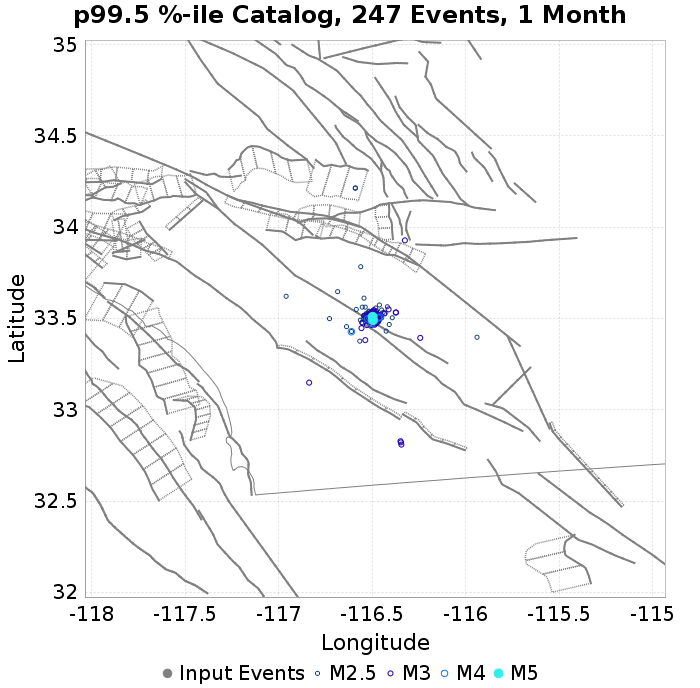 p99.5 %-ile Catalog, 247 Events, 1 Month
35
34.5
34
33.5
33
32.5
32
Latitude
-118
-117.5
-117
-116.5
-116
-115.5
-115
Longitude
Input Events
M2.5
M3
M4
M5